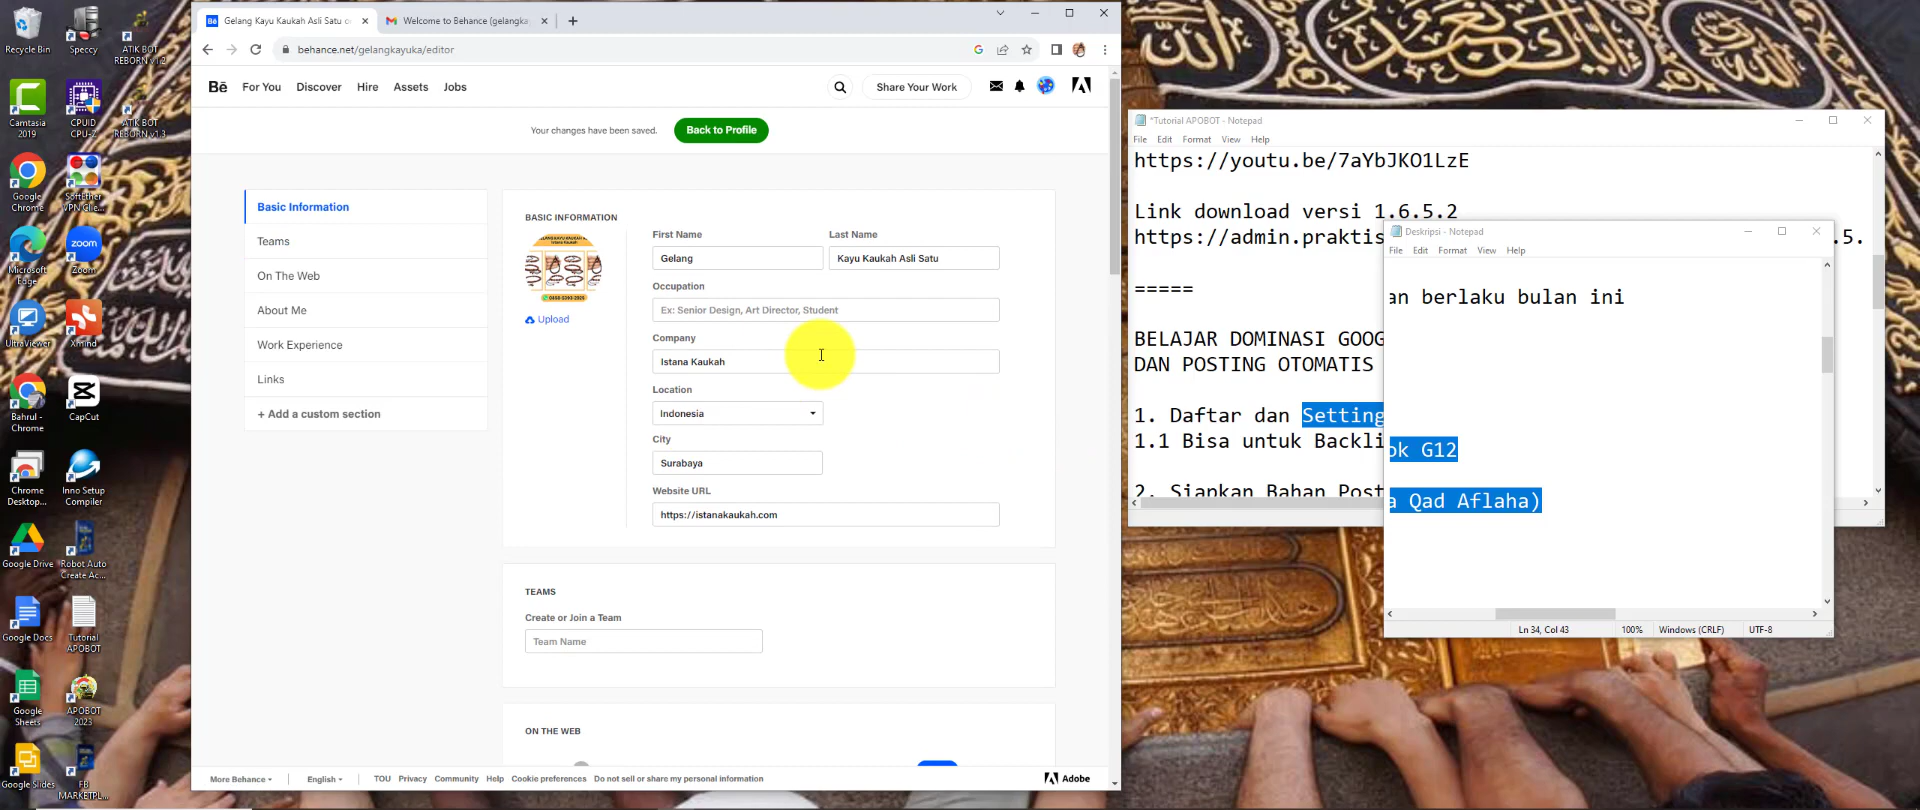 Recycle Bin
Speccy
ATIK BOT
REBORN v1.2
Camtasia
2019
CPUID
CPU-Z
ATIK BOT
REBORN v1.3
Google
Chrome
SoftEther
VPN Clie...
Microsoft
Edge
Zoom
zoom
UltraViewer
Xmind
Bahrul -
Chrome
CapCut
Chrome
Desktop...
Inno Setup
Compiler
Google Drive
Robot Auto
Create Ac...
Google Docs
Tutorial
APOBOT
Google
Sheets
APOBOT
2023
Google Slides
FB
MARKETPL...
Bē Gelang Kayu Kaukah Asli Satu o
Welcome to Behance (gelangka
behance.net/gelangkayuka/editor
Bē For You Discover Hire Assets Jobs
Share Your Work
Your changes have been saved. Back to Profile
Basic Information
Teams
On The Web
About Me
Work Experience
Links
+ Add a custom section
BASIC INFORMATION
Istana Kaukah
Upload
First Name Last Name
Gelang Kayu Kaukah Asli Satu
Occupation
Ex: Senior Design, Art Director, Student
Company
Istana Kaukah
Location
Indonesia
City
Surabaya
Website URL
https://istanakaukah.com
TEAMS
Create or Join a Team
Team Name
ON THE WEB
More Behance English TOU Privacy Community Help Cookie preferences Do not sell or share my personal information
Adobe
*Tutorial APOBOT - Notepad
File Edit Format View Help
https://youtu.be/7aYbJKO1LzE
Link download versi 1.6.5.2
https://admin.praktis
.5.
=====
BELAJAR DOMINASI GOOG
DAN POSTING OTOMATIS
1. Daftar dan Setting
1.1 Bisa untuk Backli
2. Siapkan Bahan Post
Deskripsi - Notepad
File Edit Format View Help
an berlaku bulan ini
ok G12
a Qad Aflaha)
Ln 34, Col 43 100% Windows (CRLF) UTF-8